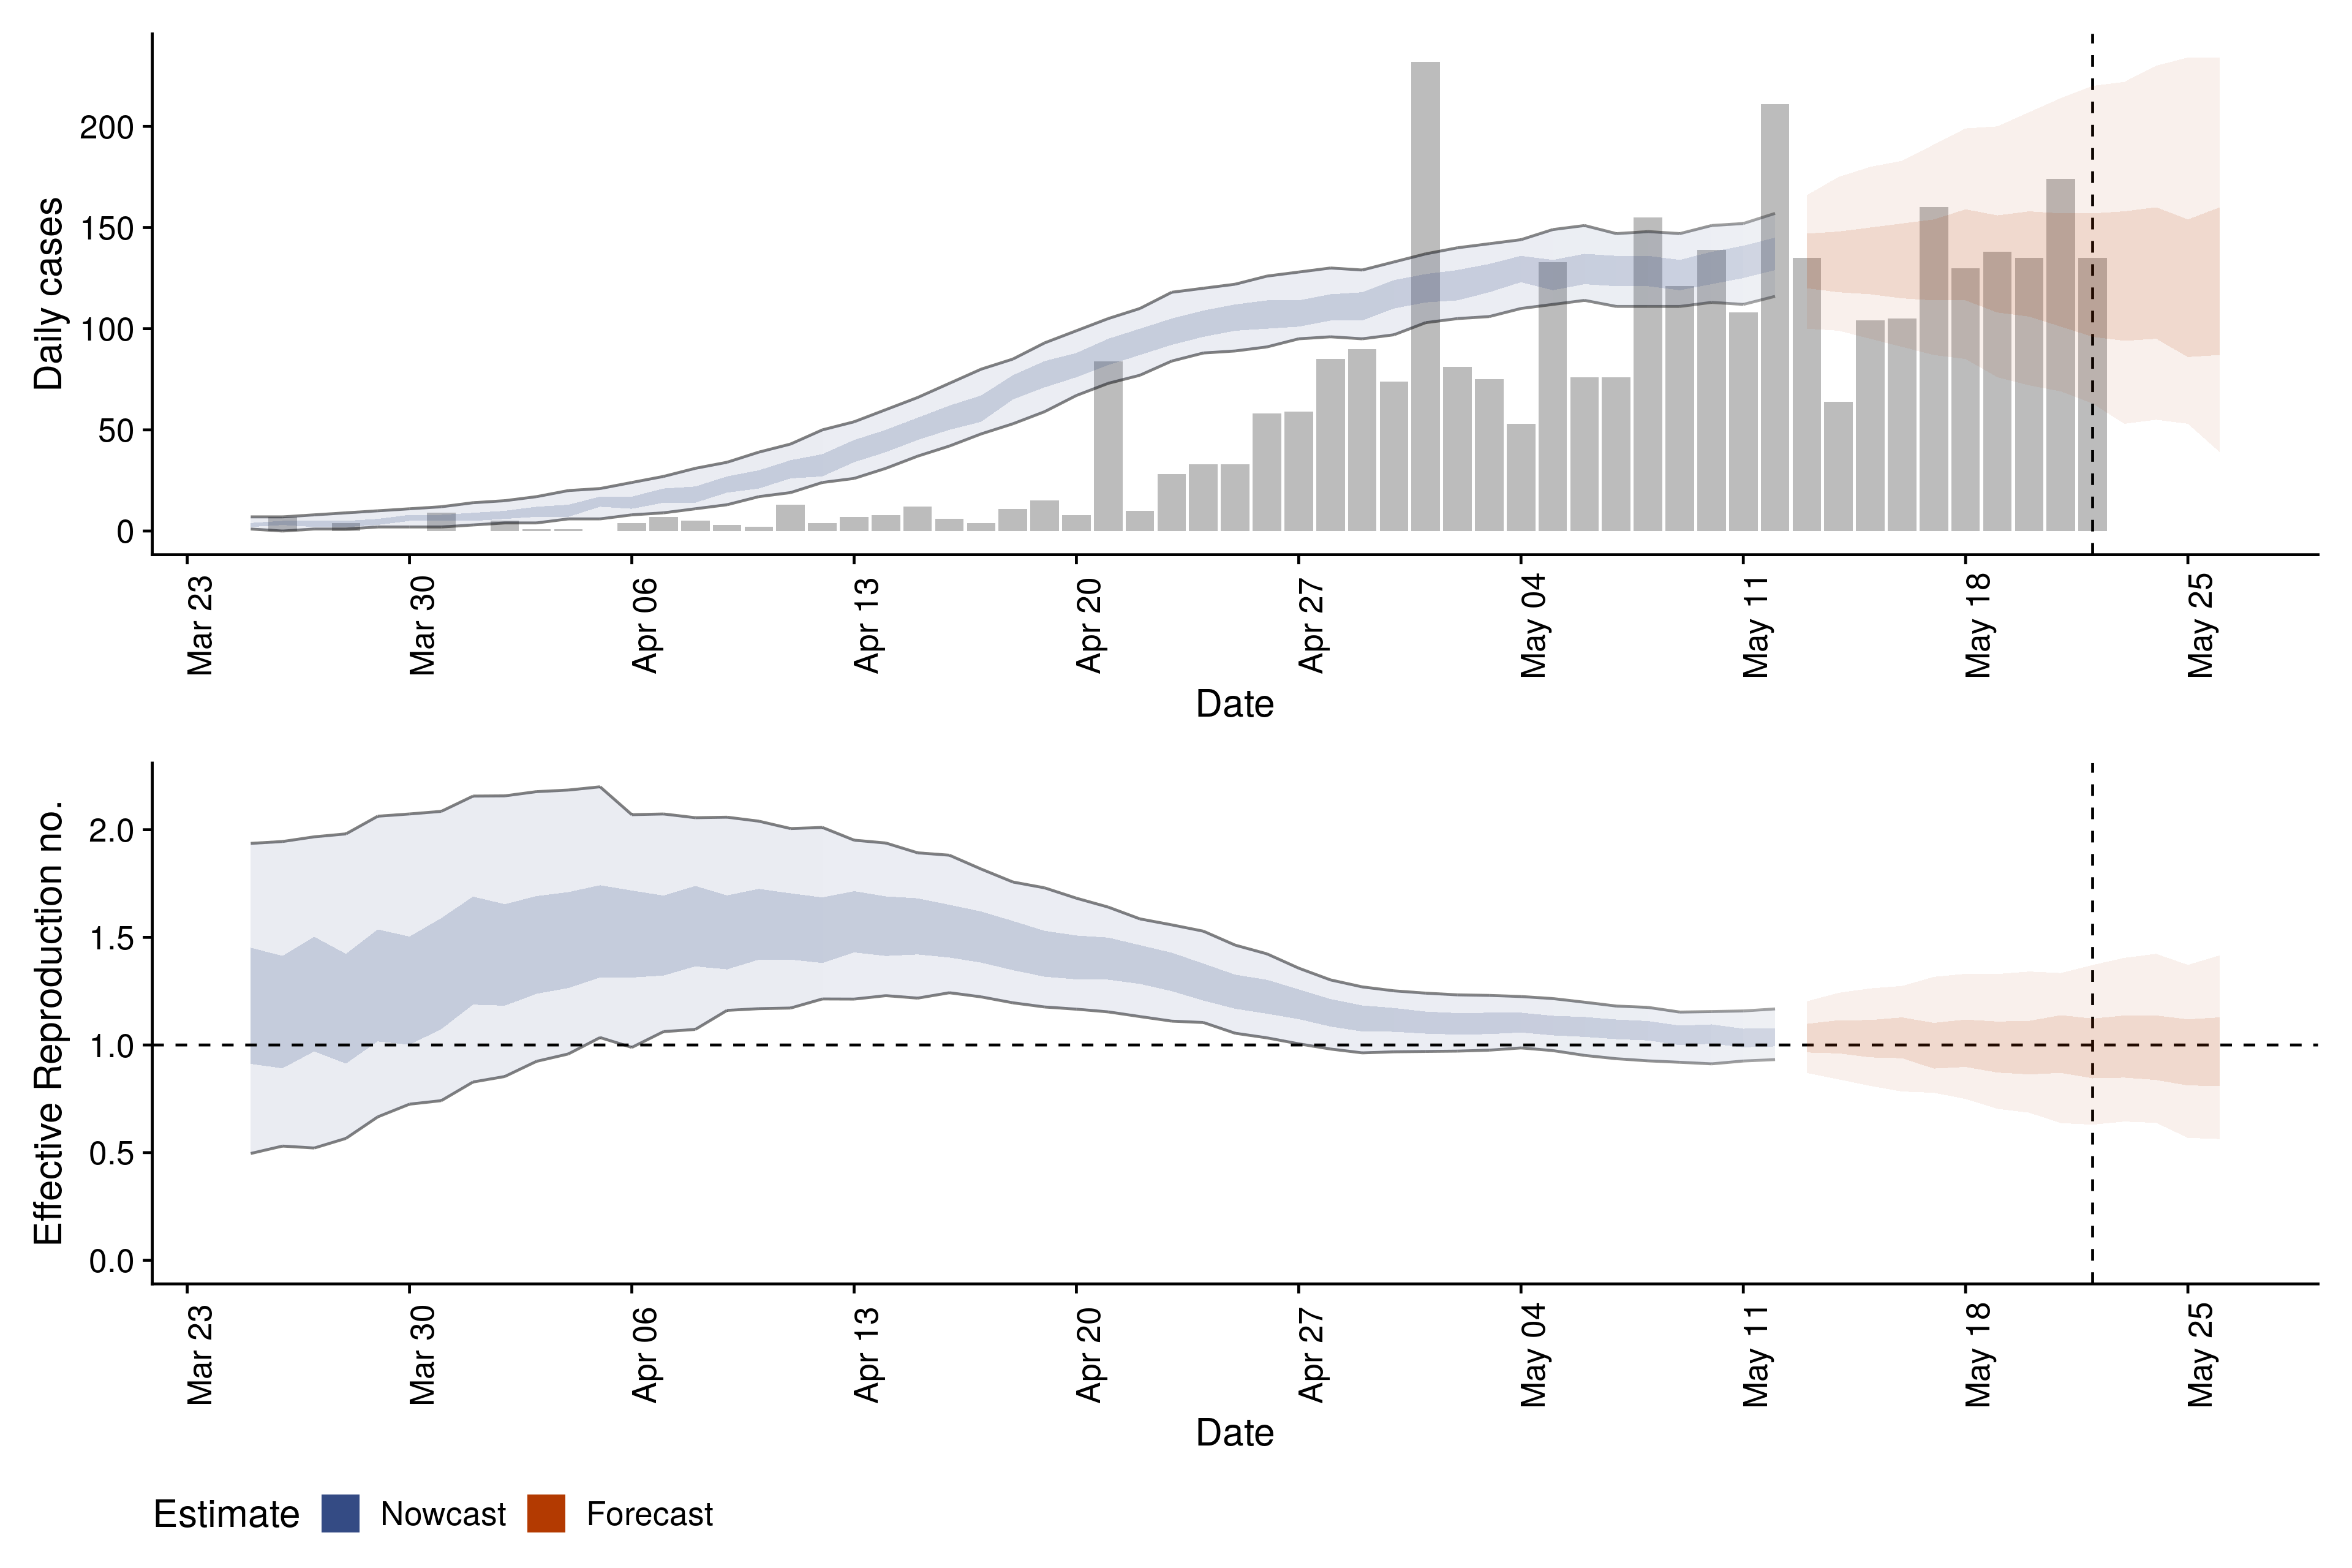 Daily cases
200
150
100
50
0
Mar 23
Mar 30
Apr 06
Apr 13
Apr 20
Apr 27
May 04
May 11
May 18
May 25
Date
Effective Reproduction no.
2.0
1.5
1.0
0.5
0.0
Mar 23
Mar 30
Apr 06
Apr 13
Apr 20
Apr 27
May 04
May 11
May 18
May 25
Date
Estimate Nowcast Forecast